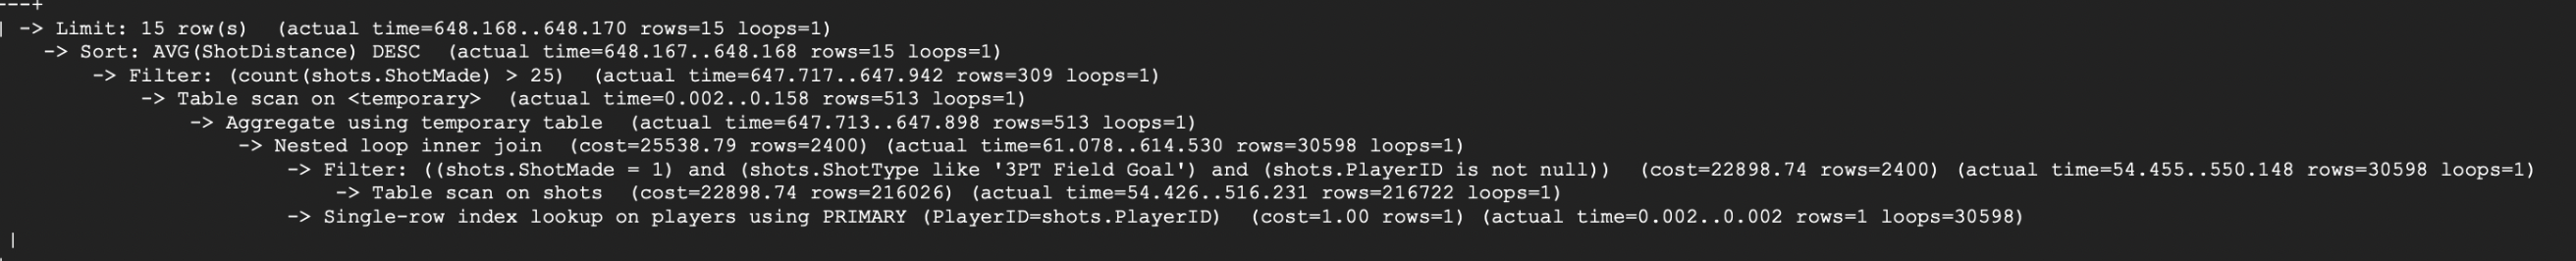 ---+
| -> Limit: 15 row(s)  (actual time=648.168..648.170 rows=15 loops=1)
    -> Sort: AVG(ShotDistance) DESC  (actual time=648.167..648.168 rows=15 loops=1)
        -> Filter: (count(shots.ShotMade) > 25)  (actual time=647.717..647.942 rows=309 loops=1)
            -> Table scan on <temporary>  (actual time=0.002..0.158 rows=513 loops=1)
                -> Aggregate using temporary table  (actual time=647.713..647.898 rows=513 loops=1)
                    -> Nested loop inner join  (cost=25538.79 rows=2400) (actual time=61.078..614.530 rows=30598 loops=1)
                        -> Filter: ((shots.ShotMade = 1) and (shots.ShotType like '3PT Field Goal') and (shots.PlayerID is not null))  (cost=22898.74 rows=2400) (actual time=54.455..550.148 rows=30598 loops=1)
                            -> Table scan on shots  (cost=22898.74 rows=216026) (actual time=54.426..516.231 rows=216722 loops=1)
                        -> Single-row index lookup on players using PRIMARY (PlayerID=shots.PlayerID)  (cost=1.00 rows=1) (actual time=0.002..0.002 rows=1 loops=30598)
|